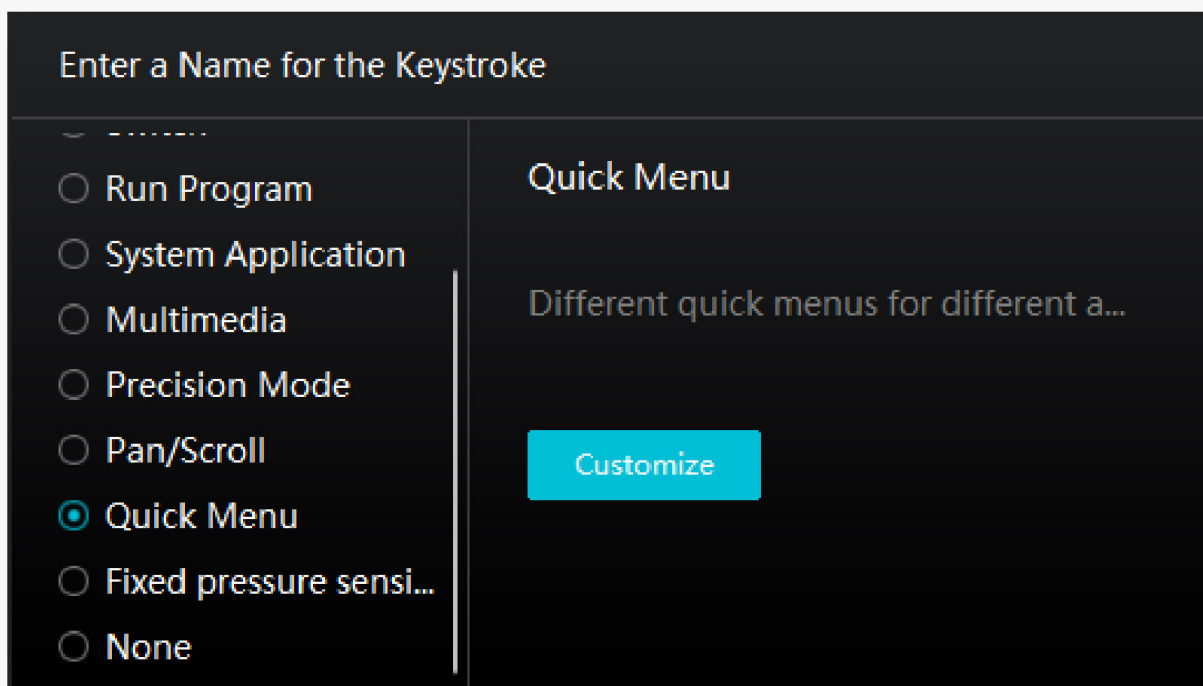 Enter a Name for the Keystroke
Run Program
System Application
Multimedia
Precision Mode
Pan/Scroll
Quick Menu
Fixed pressure sensi...
None
Quick Menu
Different quick menus for different a...
Customize